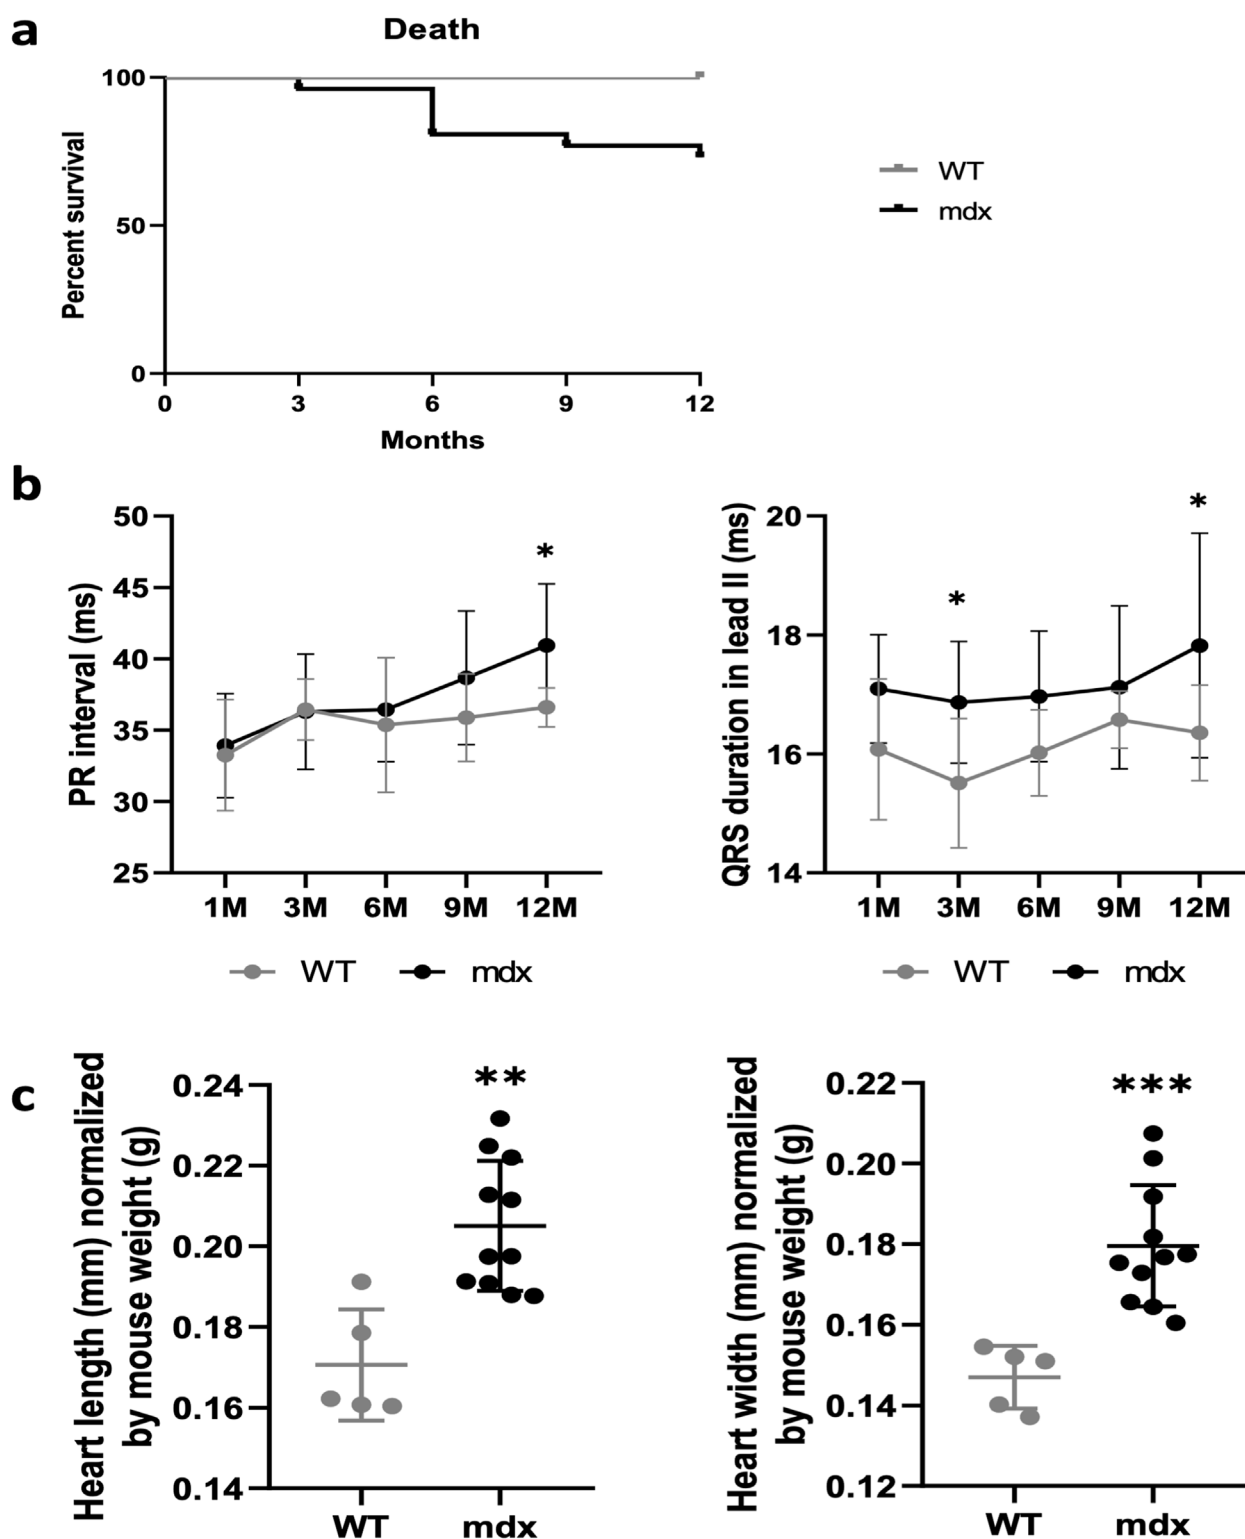 a
Death
Percent survival
100
50
0
0 3 6 9 12
Months
WT
mdx
b
PR interval (ms)
50
45
40
35
30
25
*
1M 3M 6M 9M 12M
WT mdx
QRS duration in lead II (ms)
20
18
16
14
*
*
1M 3M 6M 9M 12M
WT mdx
c
Heart length (mm) normalized
by mouse weight (g)
0.24
0.22
0.20
0.18
0.16
0.14
**
WT mdx
Heart width (mm) normalized
by mouse weight (g)
0.22
0.20
0.18
0.16
0.14
0.12
***
WT mdx